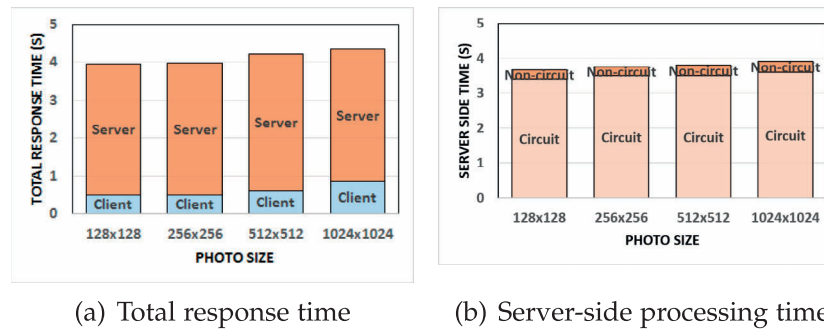 5
4
3
2
1
0
TOTAL RESPONSE TIME (S)
Server Server Server Server
Client Client Client Client
128x128 256x256 512x512 1024x1024
PHOTO SIZE
(a) Total response time
5
4
3
2
1
0
SERVER SIDE TIME (S)
Non-circuit Non-circuit Non-circuit Non-circuit
Circuit Circuit Circuit Circuit
128x128 256x256 512x512 1024x1024
PHOTO SIZE
(b) Server-side processing time